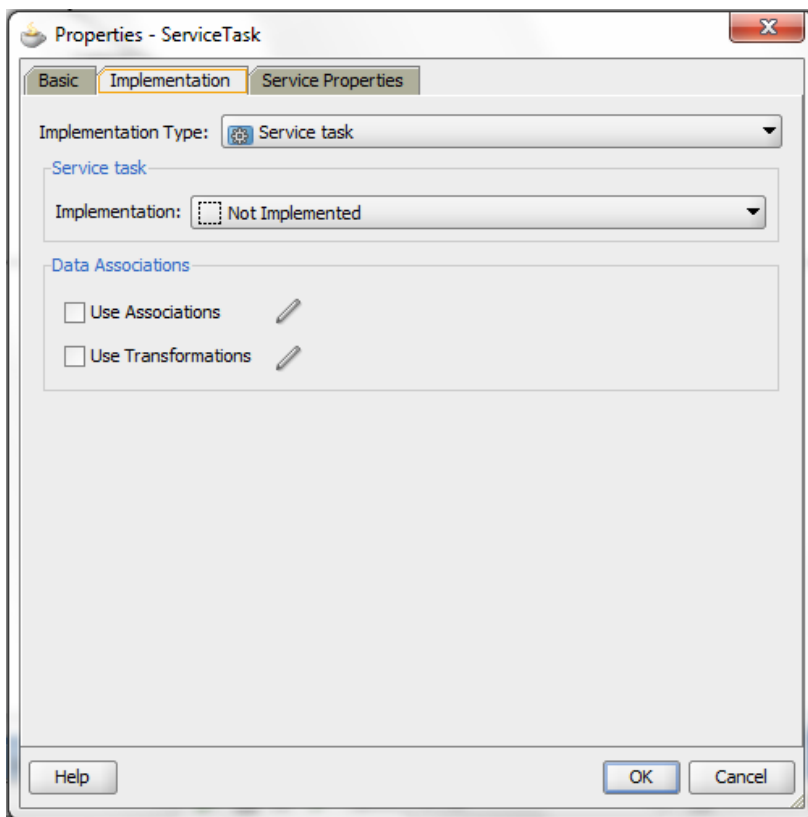 Properties - ServiceTask
Basic Implementation Service Properties
Implementation Type: Service task
Service task
Implementation: Not Implemented
Data Associations
Use Associations
Use Transformations
Help OK Cancel